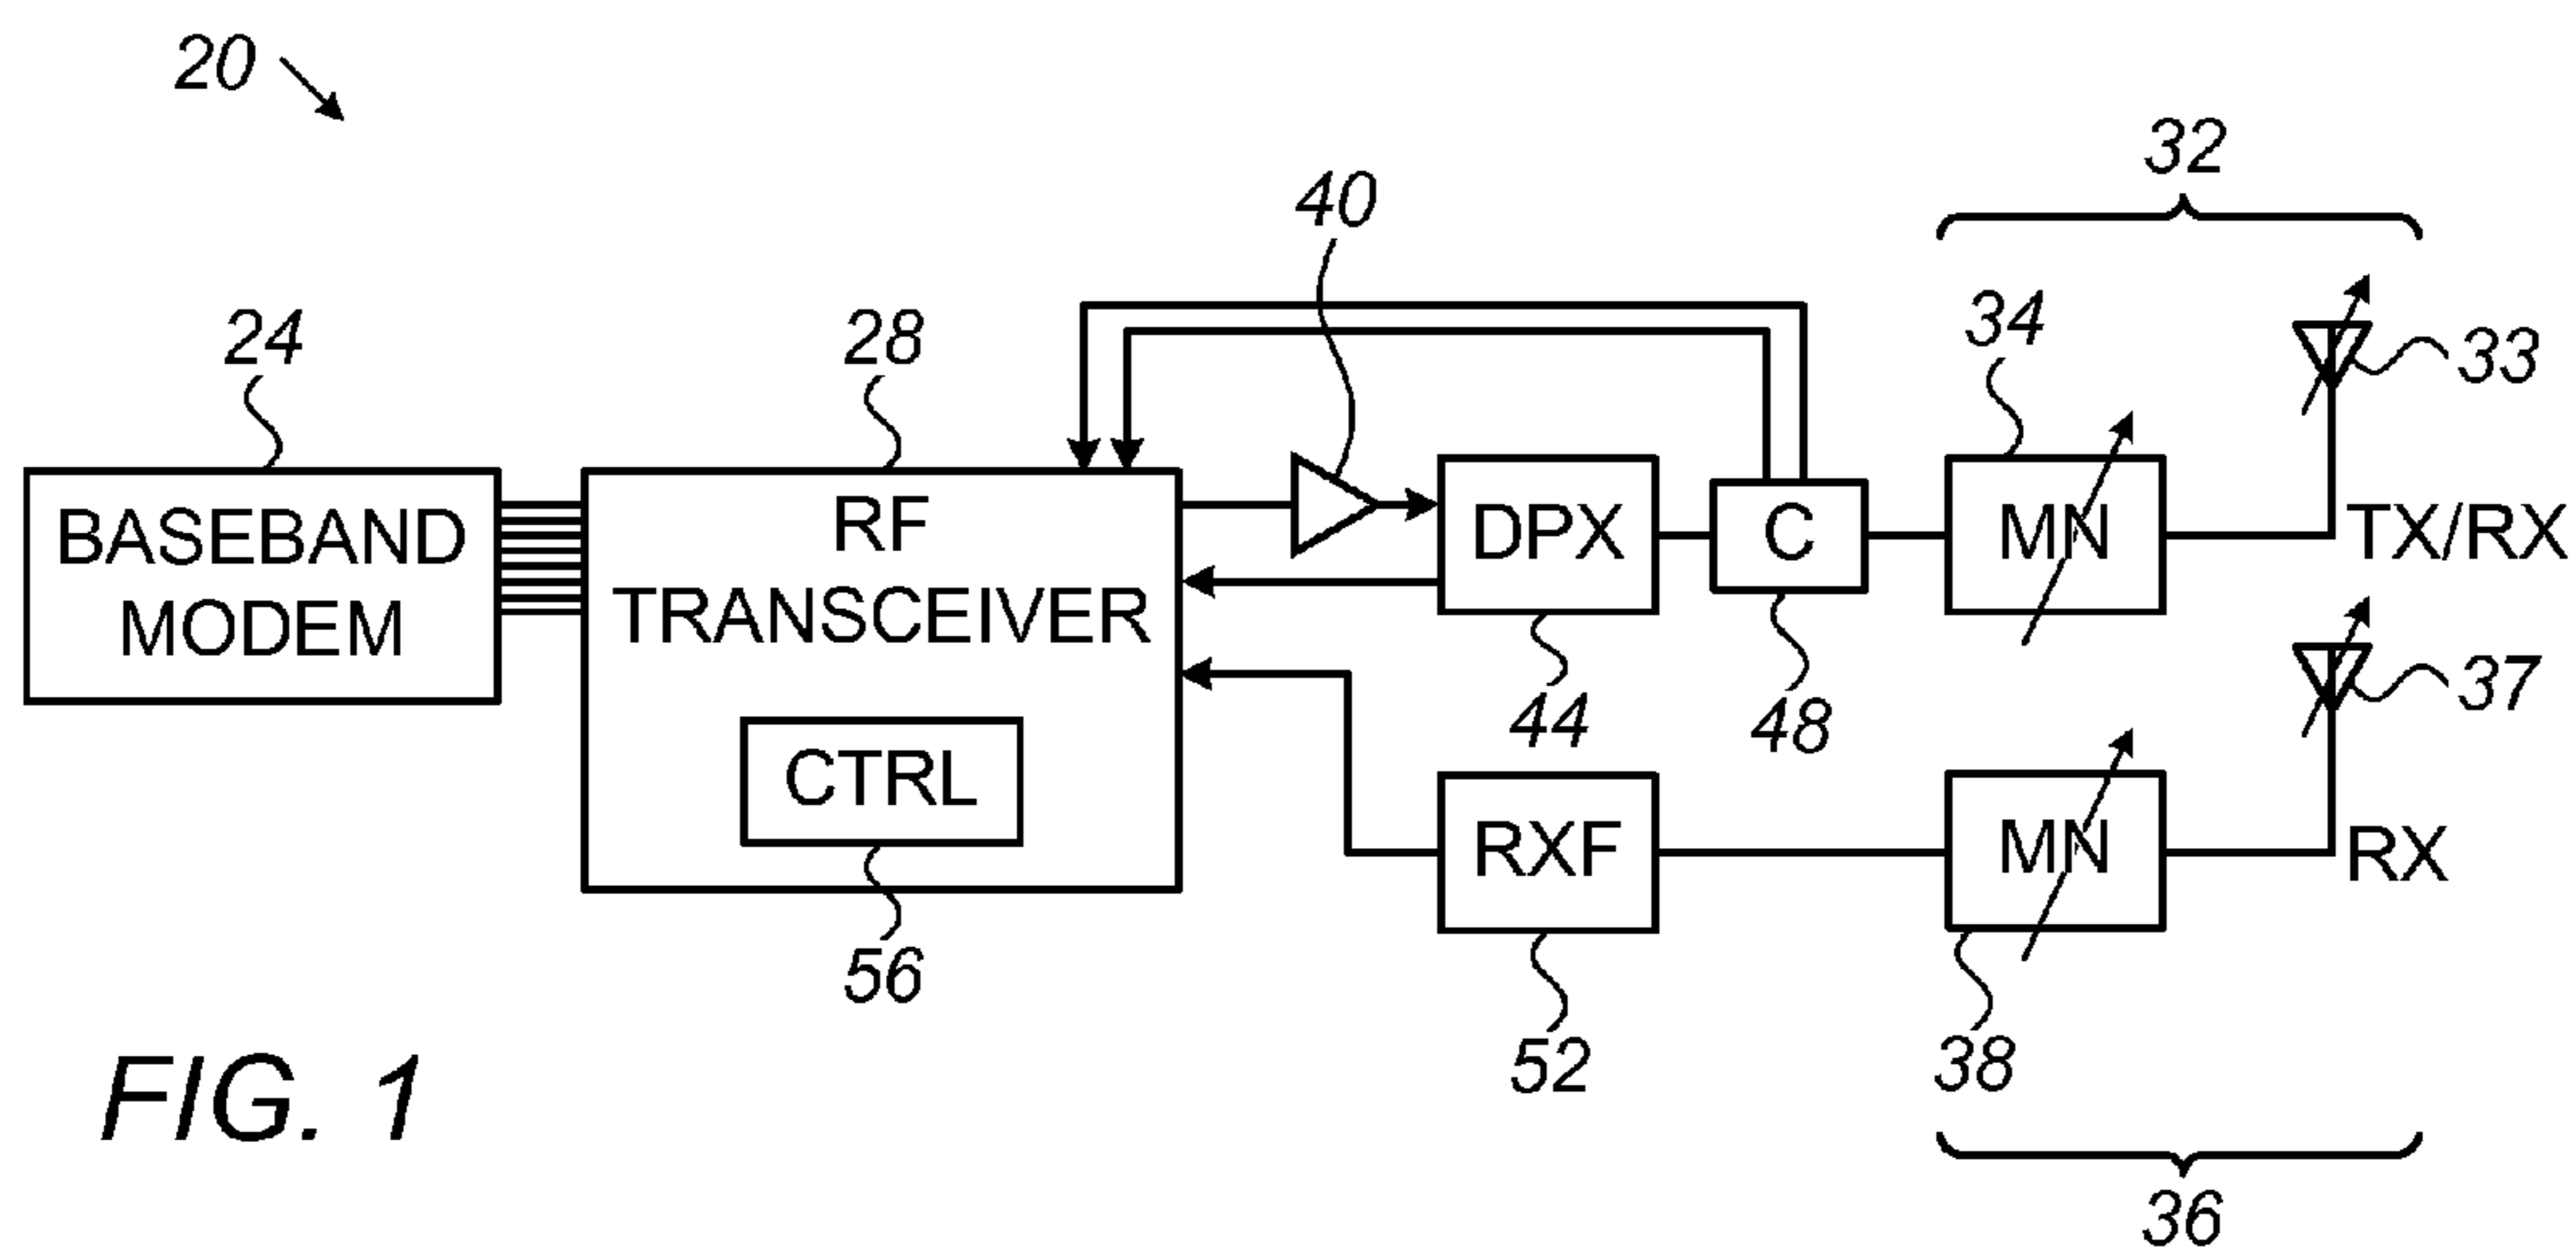 20
32
40
34
24
28
33
BASEBAND
MODEM
RF
TRANSCEIVER
DPX
C
MN
TX/RX
37
44
48
CTRL
RXF
MN
RX
56
52
38
FIG. 1
36